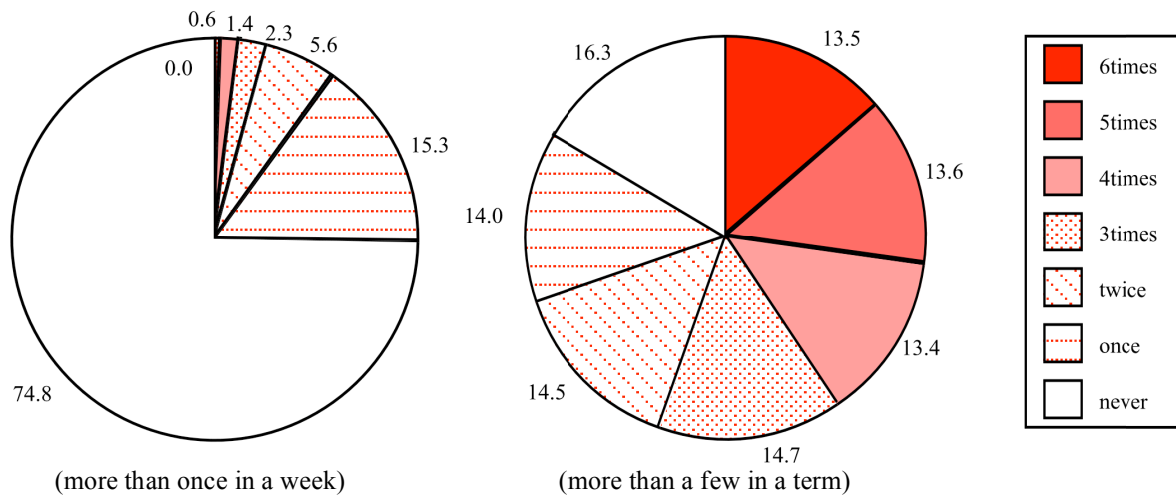 0.6
1.4
2.3
5.6
0.0
15.3
74.8
(more than once in a week)
16.3
13.5
13.6
14.0
13.4
14.5
14.7
(more than a few in a term)
6times
5times
4times
3times
twice
once
never